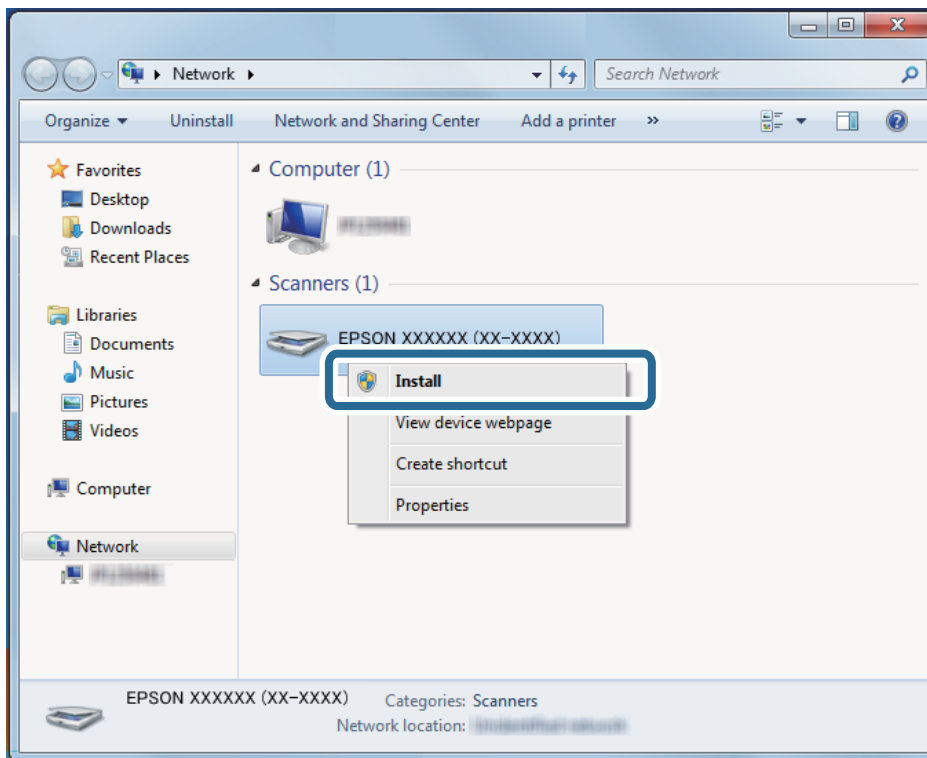 Network
Search Network
Organize
Uninstall
Network and Sharing Center
Add a printer
»
Favorites
Desktop
Downloads
Recent Places
Libraries
Documents
Music
Pictures
Videos
Computer
Network
Computer (1)
Scanners (1)
EPSON XXXXXX (XX-XXXX)
Install
View device webpage
Create shortcut
Properties
EPSON XXXXXX (XX-XXXX)
Categories: Scanners
Network location: